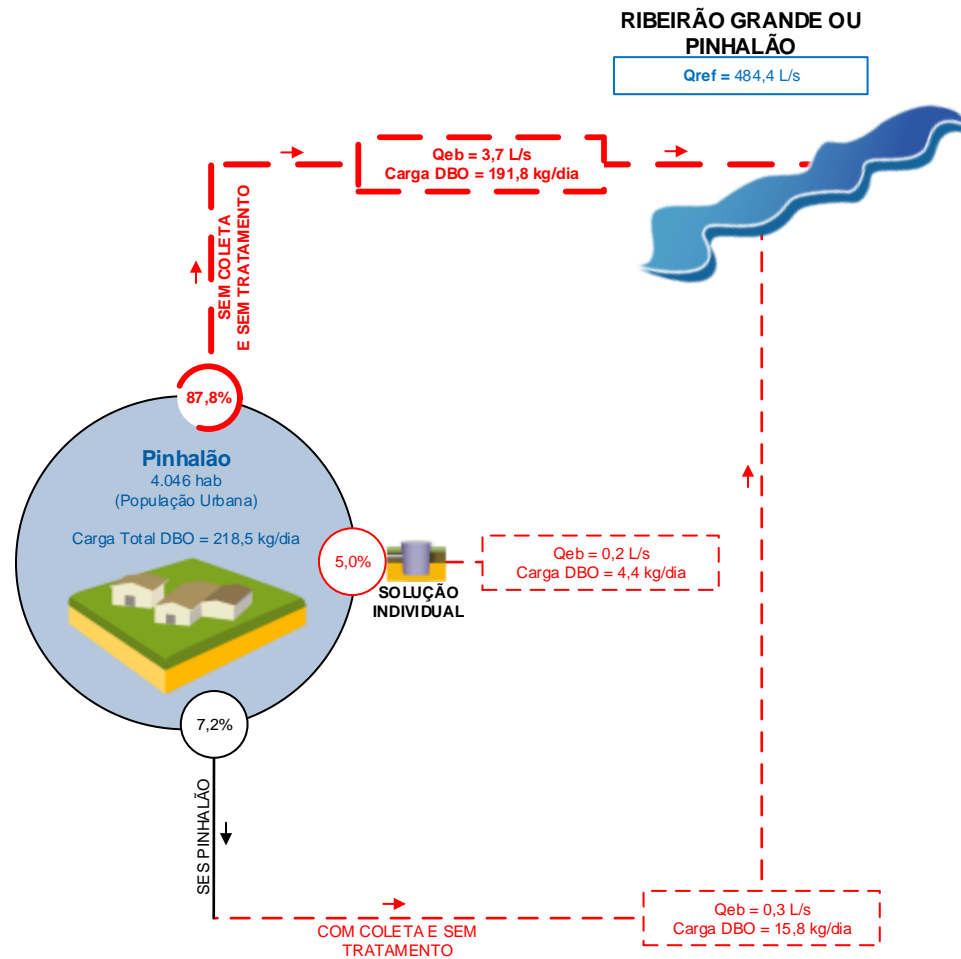 RIBEIRÃO GRANDE OU
PINHALÃO
Qref = 484,4 L/s
Qeb = 3,7 L/s
Carga DBO = 191,8 kg/dia
SEM COLETA
E SEM TRATAMENTO
87,8%
Pinhalão
4.046 hab
(População Urbana)
Carga Total DBO = 218,5 kg/dia
5,0%
SOLUÇÃO
INDIVIDUAL
Qeb = 0,2 L/s
Carga DBO = 4,4 kg/dia
7,2%
SES PINHALÃO
COM COLETA E SEM
TRATAMENTO
Qeb = 0,3 L/s
Carga DBO = 15,8 kg/dia